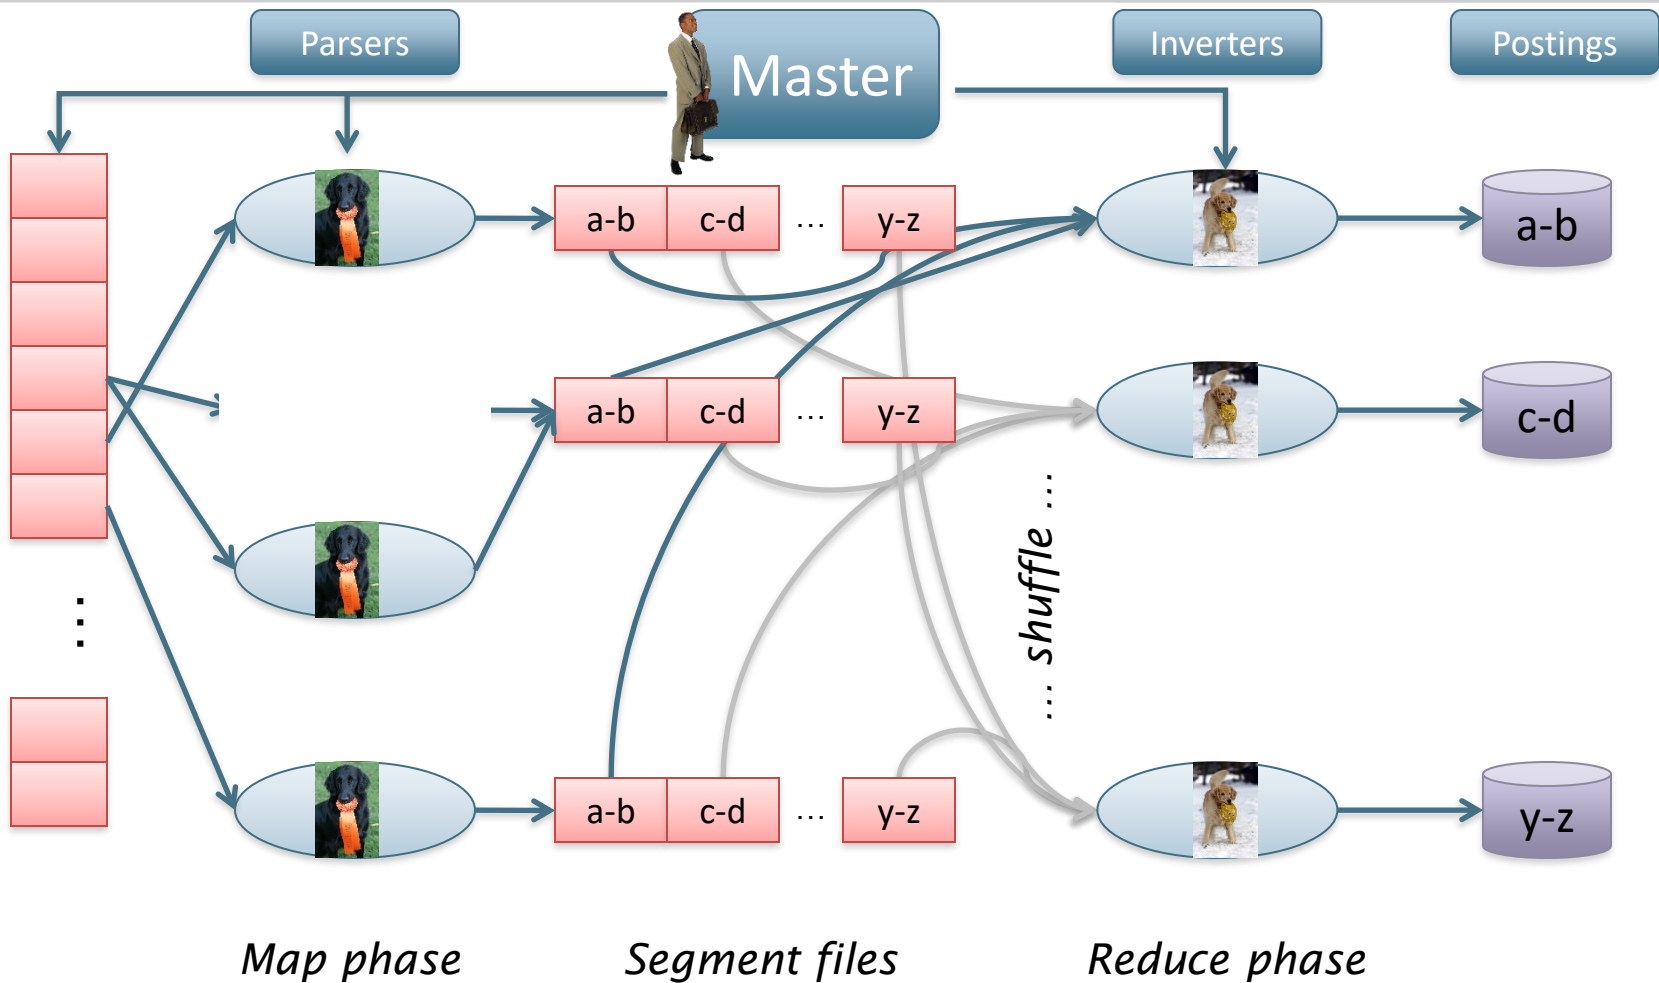 Parsers
Master
Inverters
Postings
a-b c-d … y-z
a-b
a-b c-d … y-z
c-d
… shuffle …
⋮
a-b c-d … y-z
y-z
Map phase
Segment files
Reduce phase